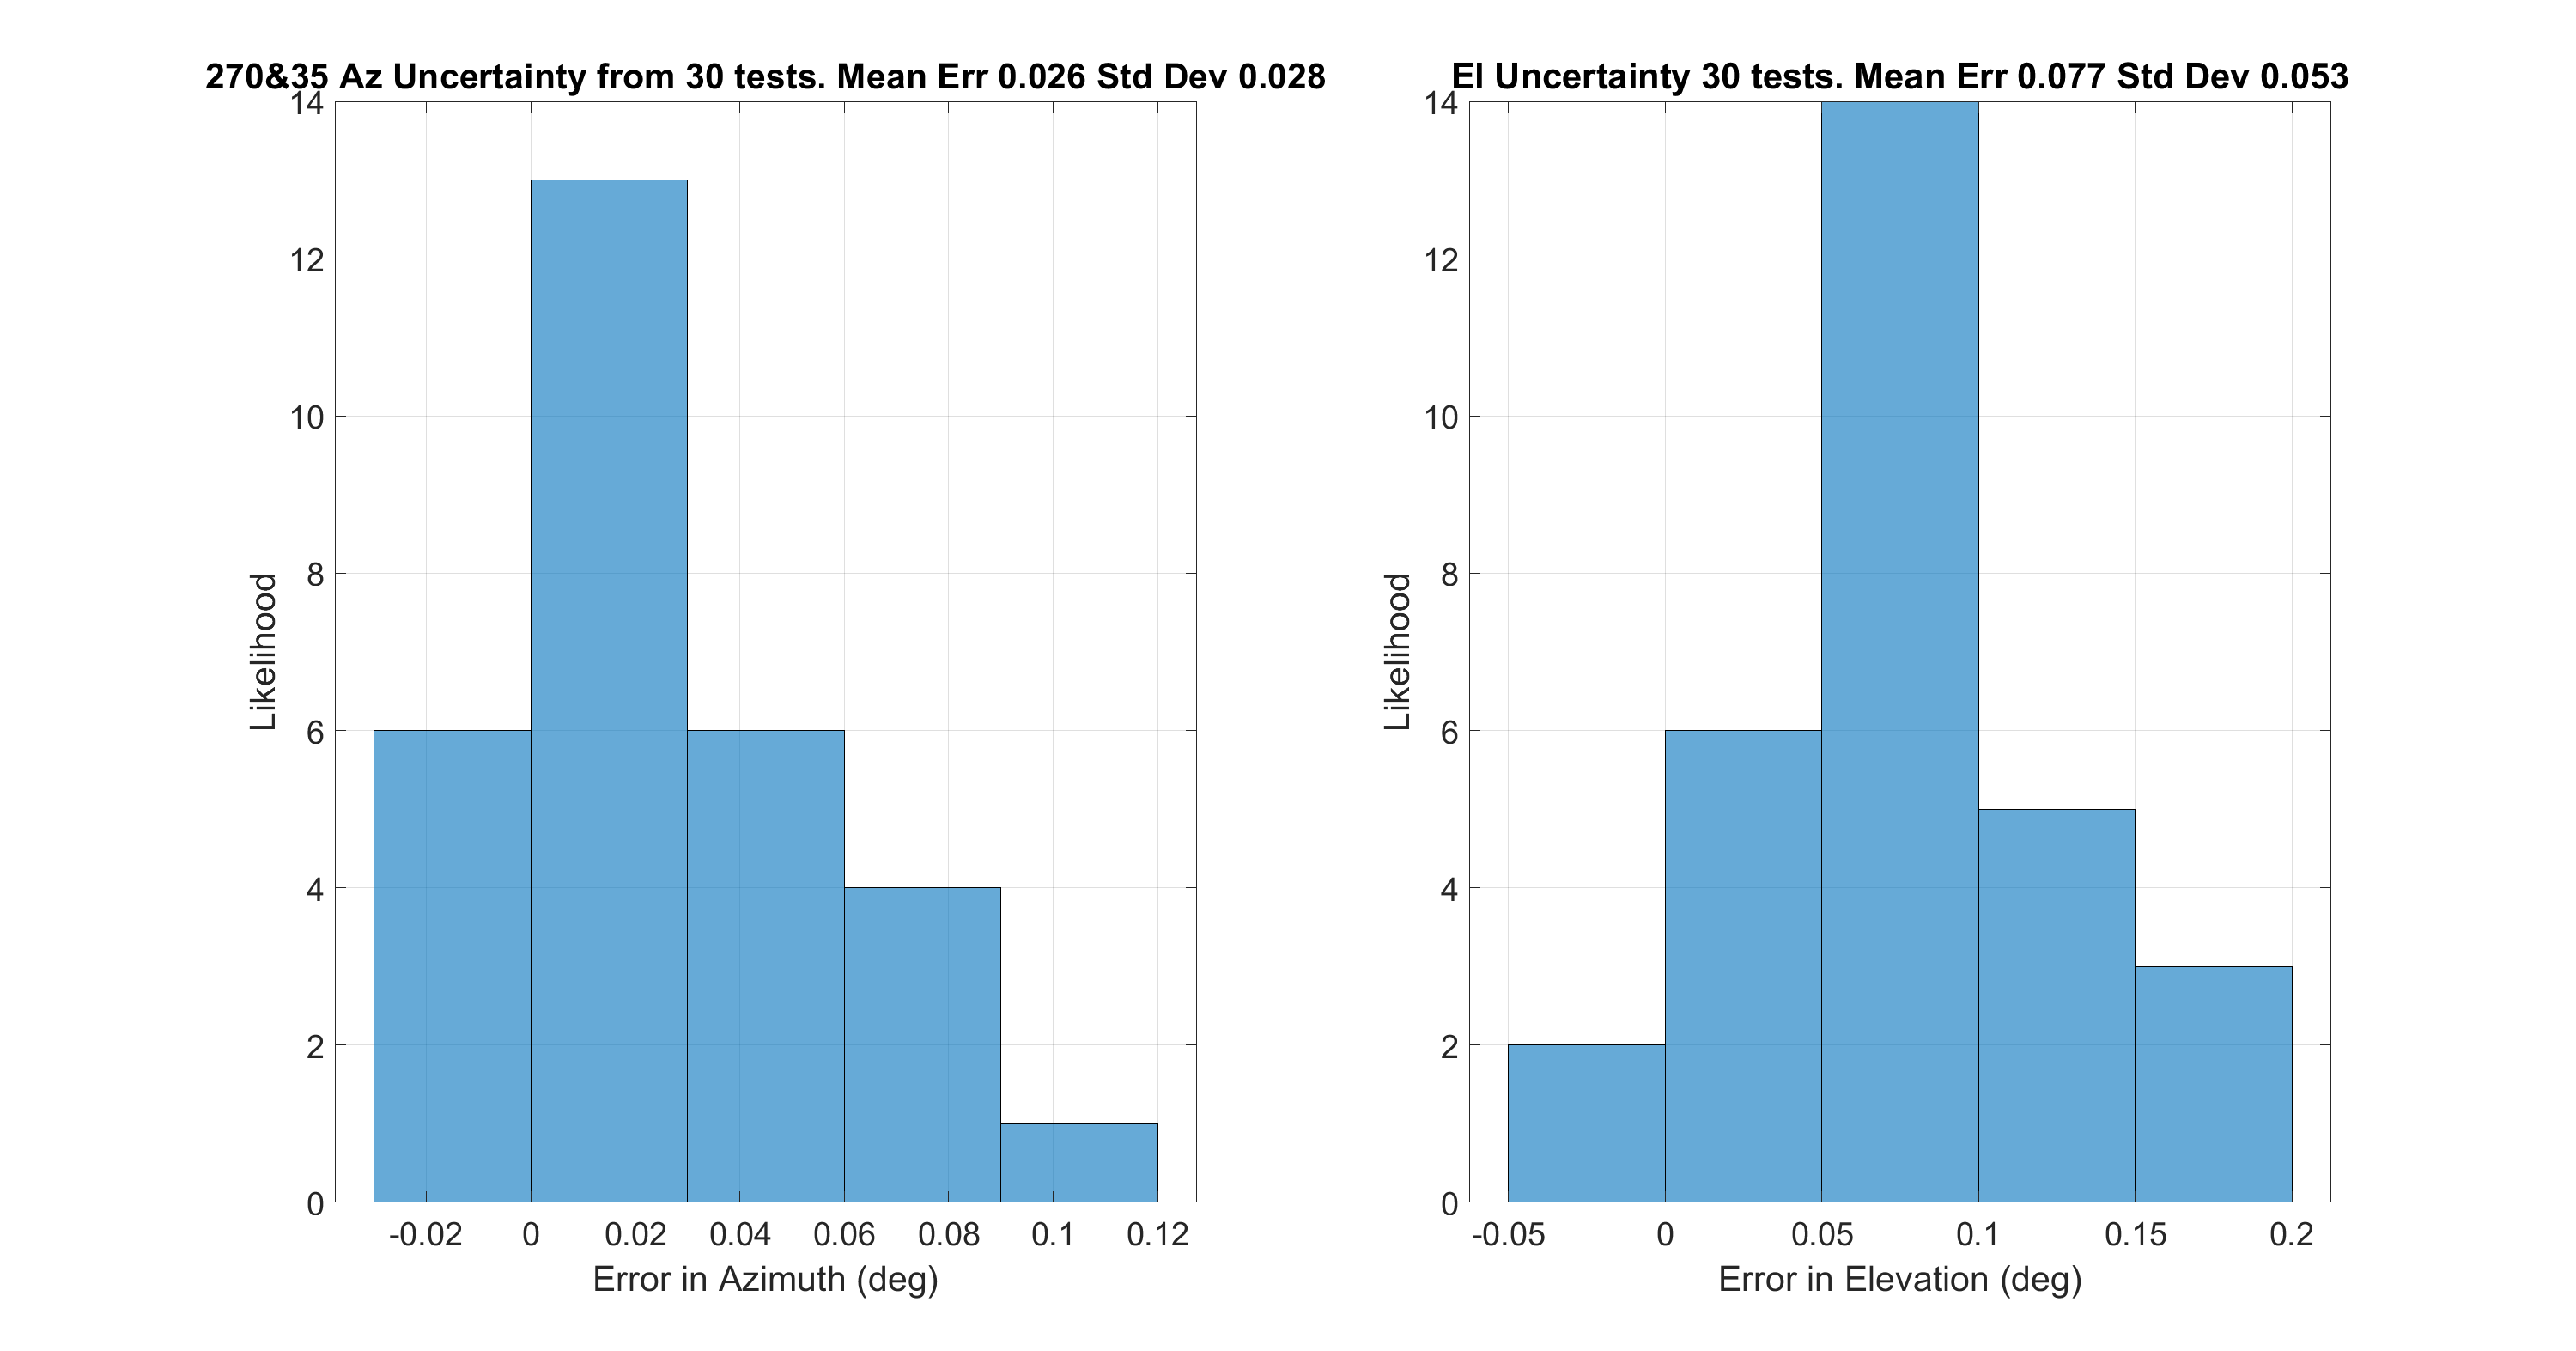 270&35 Az Uncertainty from 30 tests. Mean Err 0.026 Std Dev 0.028
14
12
10
8
6
4
2
0
Likelihood
-0.02 0 0.02 0.04 0.06 0.08 0.1 0.12
Error in Azimuth (deg)
El Uncertainty 30 tests. Mean Err 0.077 Std Dev 0.053
14
12
10
8
6
4
2
0
Likelihood
-0.05 0 0.05 0.1 0.15 0.2
Error in Elevation (deg)